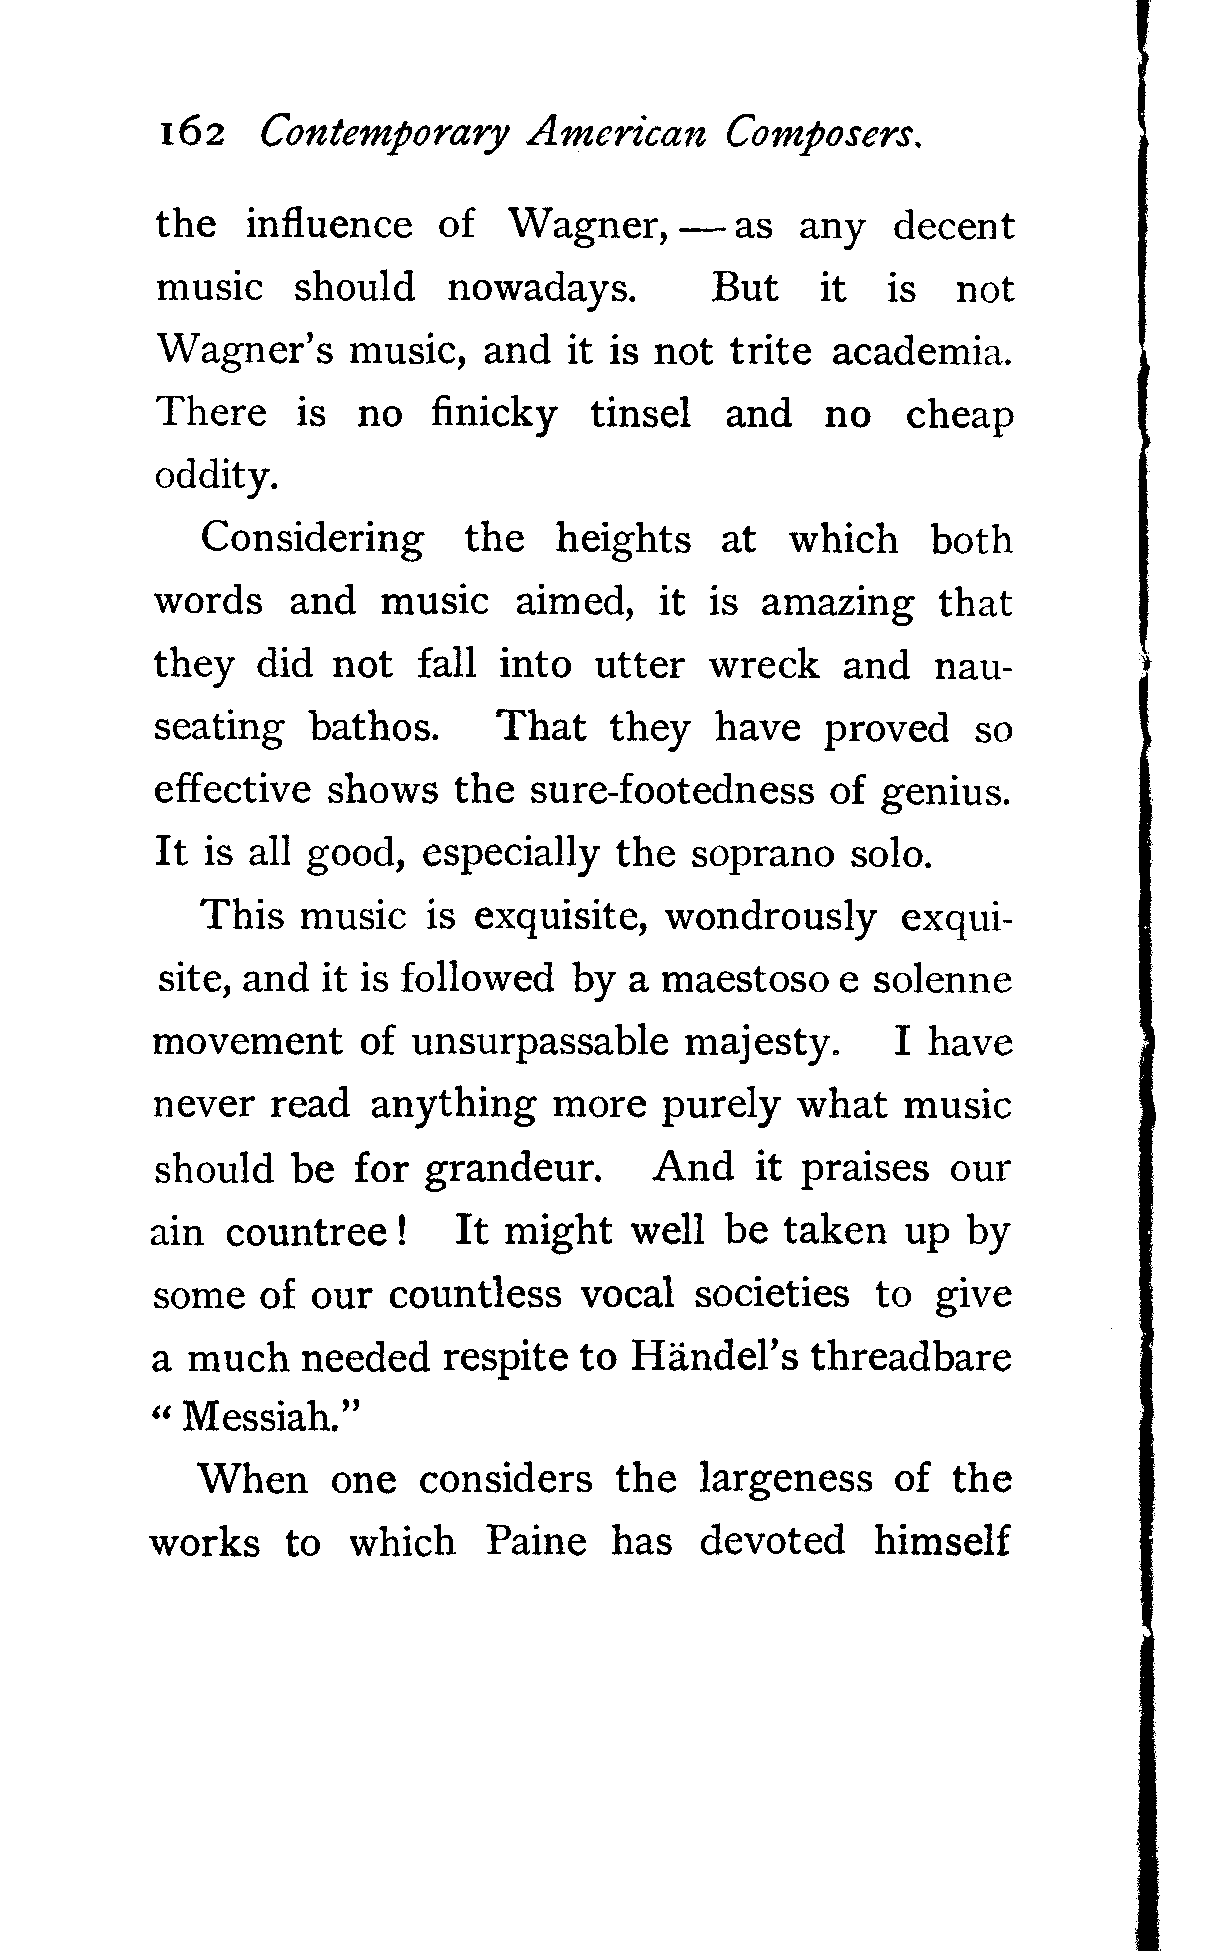 162 Contemporary American Composers.
the influence of Wagner, — as any decent
music should nowadays. But it is not
Wagner's music, and it is not trite academia.
There is no finicky tinsel and no cheap
oddity.
Considering the heights at which both
words and music aimed, it is amazing that
they did not fall into utter wreck and nau-
seating bathos. That they have proved so
effective shows the sure-footedness of genius.
It is all good, especially the soprano solo.
This music is exquisite, wondrously exqui-
site, and it is followed by a maestoso e solenne
movement of unsurpassable majesty. I have
never read anything more purely what music
should be for grandeur. And it praises our
ain countree! It might well be taken up by
some of our countless vocal societies to give
a much needed respite to Händel's threadbare
“Messiah.”
When one considers the largeness of the
works to which Paine has devoted himself